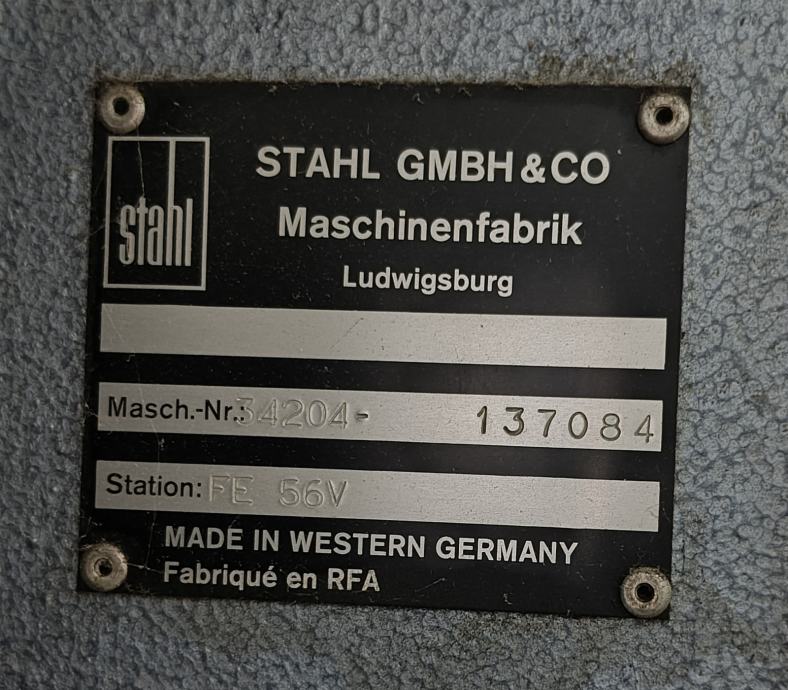 stahl
STAHL GMBH & CO
Maschinenfabrik
Ludwigsburg
Masch.-Nr.: 34204- 137084
Station: FE 56V
MADE IN WESTERN GERMANY
Fabriqué en RFA